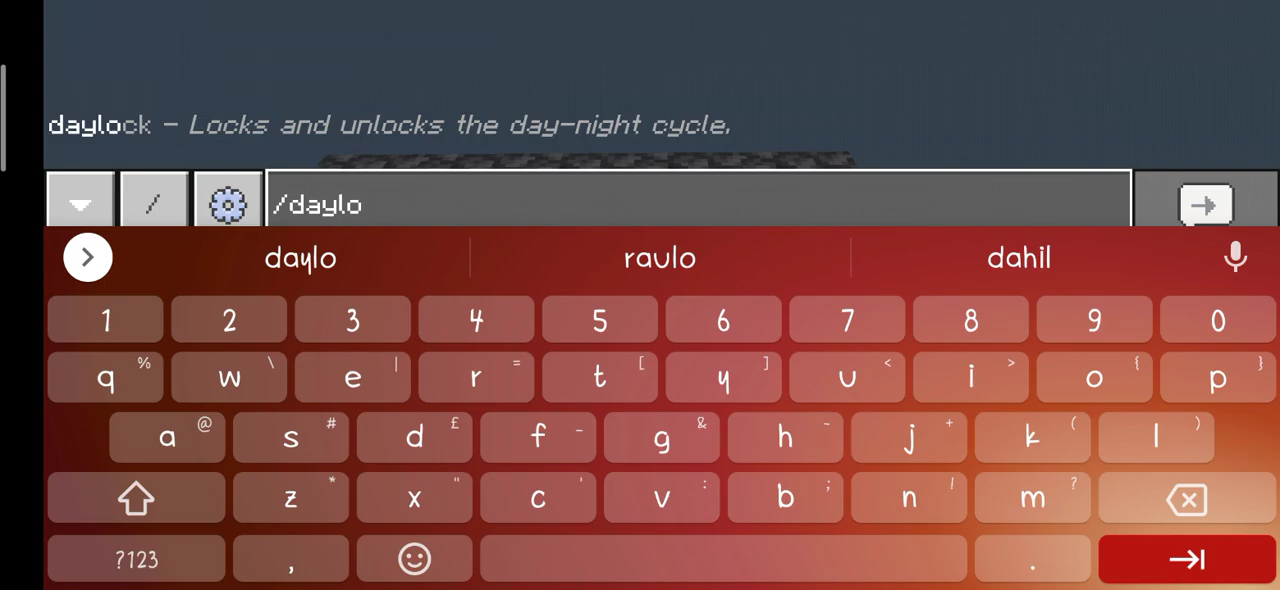 daylock - Locks and unlocks the day-night cycle.
/ /daylo
daylo raulo dahil
1 2 3 4 5 6 7 8 9 0
q % w \ e | r = t [ y ] u < i > o { p }
a @ s # d £ f - g & h ~ j + k ( l )
z * x " c ' v : b ; n / m ?
?123 , .